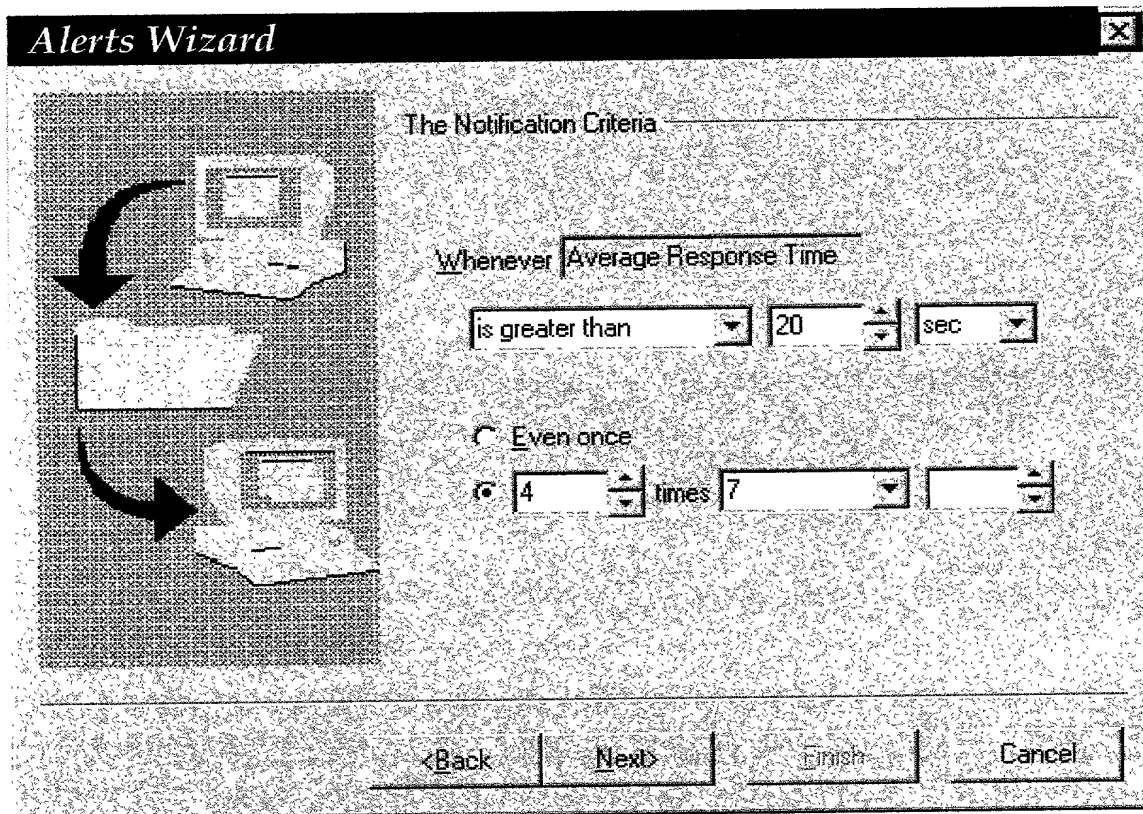 Alerts Wizard
The Notification Criteria
Whenever Average Response Time
is greater than 20 sec
Even once
4 times 7
<Back Next> Finish Cancel